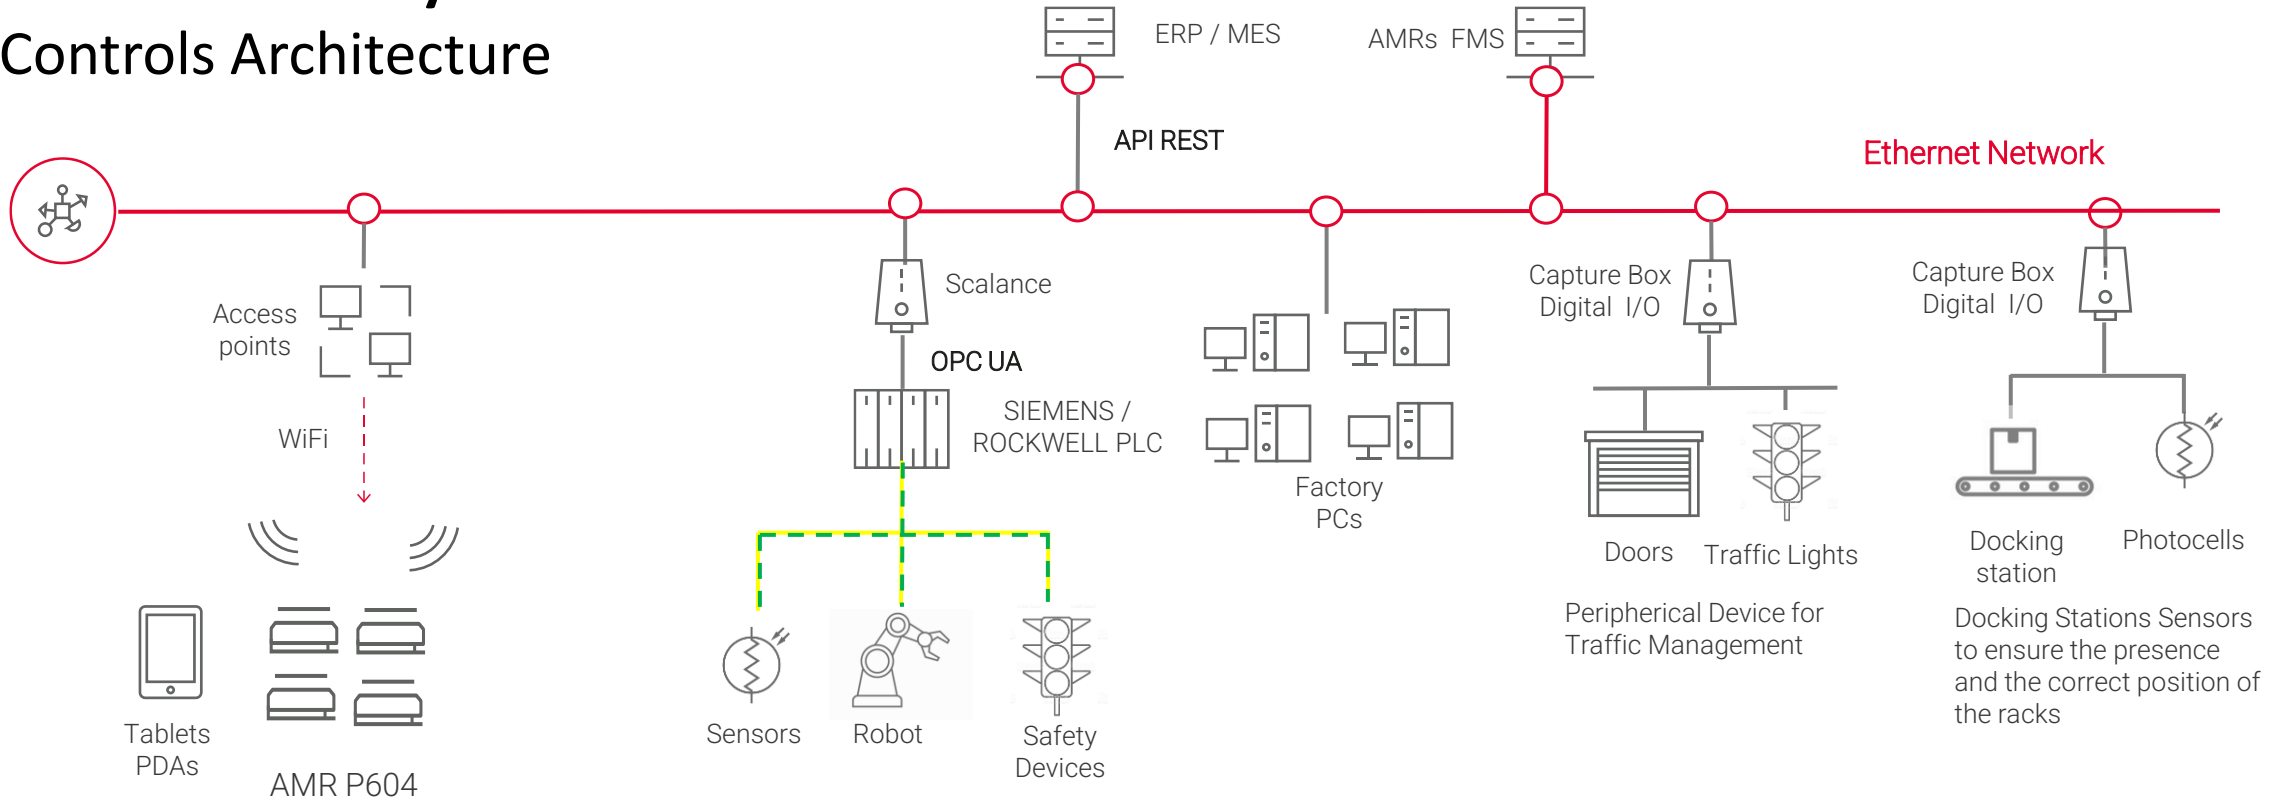 Controls Architecture
ERP / MES
AMRs FMS
API REST
Ethernet Network
Access
points
WiFi
Tablets
PDAs
AMR P604
Scalance
OPC UA
SIEMENS /
ROCKWELL PLC
Sensors
Robot
Safety
Devices
Factory
PCs
Capture Box
Digital I/O
Doors
Traffic Lights
Peripherical Device for
Traffic Management
Capture Box
Digital I/O
Docking
station
Photocells
Docking Stations Sensors
to ensure the presence
and the correct position of
the racks